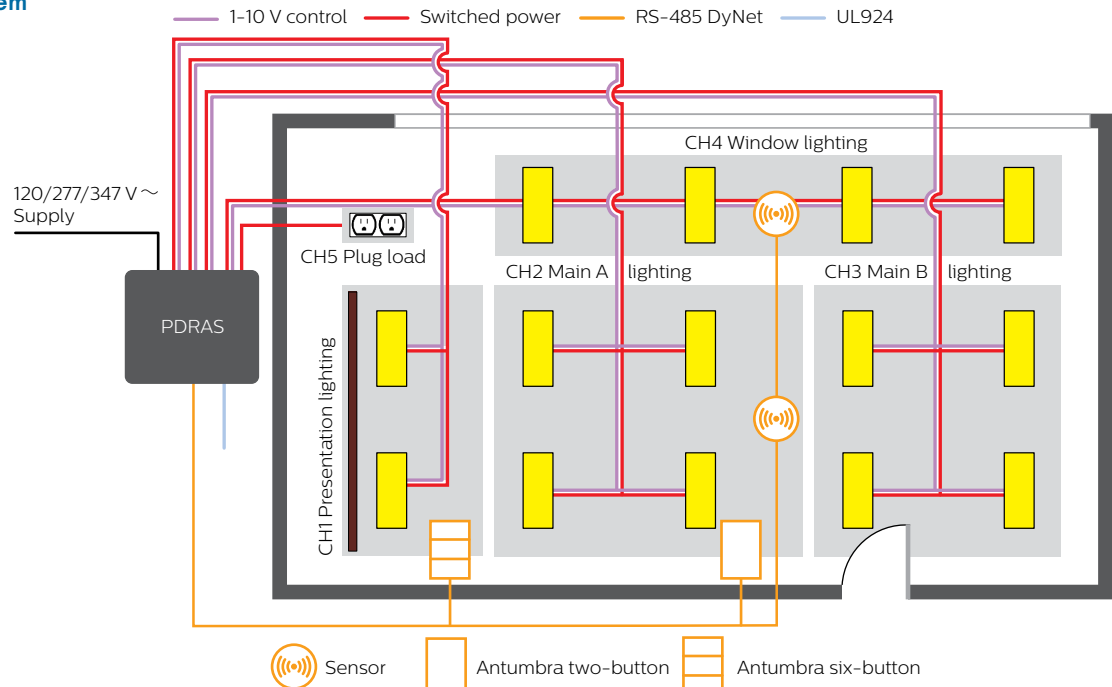 em
1-10 V control
Switched power
RS-485 DyNet
UL924
CH4 Window lighting
120/277/347 V ~
Supply
CH5 Plug load
CH2 Main A lighting
CH3 Main B lighting
PDRAS
CH1 Presentation lighting
Sensor
Antumbra two-button
Antumbra six-button